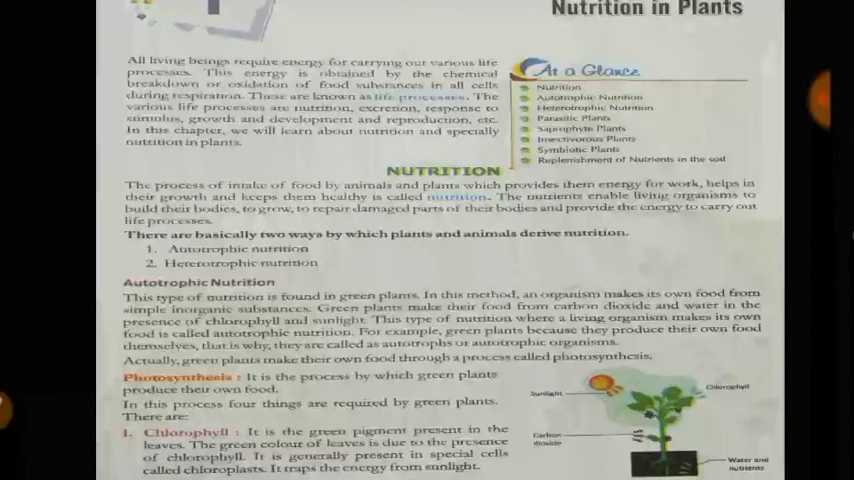 1
Nutrition in Plants
All living beings require energy for carrying out various life
processes. This energy is obtained by the chemical
breakdown or oxidation of food substances in all cells
during respiration. These are known as life processes. The
various life processes are nutrition, excretion, response to
stimulus, growth and development and reproduction, etc.
In this chapter, we will learn about nutrition and specially
nutrition in plants.
At a Glance
Nutrition
Autotrophic Nutrition
Heterotrophic Nutrition
Parasitic Plants
Saprophyte Plants
Insectivorous Plants
Symbiotic Plants
Replenishment of Nutrients in the soil
NUTRITION
The process of intake of food by animals and plants which provides them energy for work, helps in
their growth and keeps them healthy is called nutrition. The nutrients enable living organisms to
build their bodies, to grow, to repair damaged parts of their bodies and provide the energy to carry out
life processes.
There are basically two ways by which plants and animals derive nutrition.
1. Autotrophic nutrition
2. Heterotrophic nutrition
Autotrophic Nutrition
This type of nutrition is found in green plants. In this method, an organism makes its own food from
simple inorganic substances. Green plants make their food from carbon dioxide and water in the
presence of chlorophyll and sunlight. This type of nutrition where a living organism makes its own
food is called autotrophic nutrition. For example, green plants because they produce their own food
themselves, that is why, they are called as autotrophs or autotrophic organisms.
Actually, green plants make their own food through a process called photosynthesis.
Photosynthesis : It is the process by which green plants
produce their own food.
In this process four things are required by green plants.
There are:
1. Chlorophyll : It is the green pigment present in the
leaves. The green colour of leaves is due to the presence
of chlorophyll. It is generally present in special cells
called chloroplasts. It traps the energy from sunlight.
Sunlight
Chlorophyll
Carbon
dioxide
Water and
nutrients